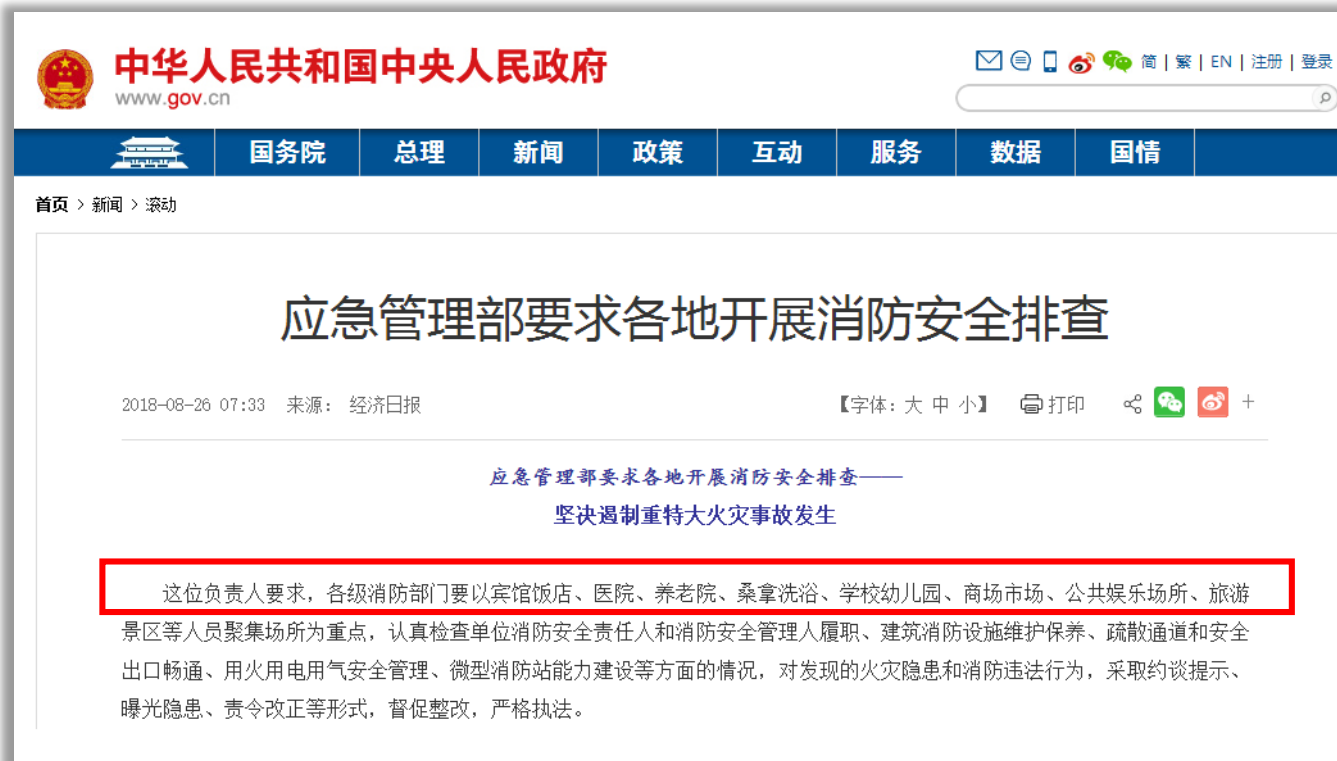 中华人民共和国中央人民政府
www.gov.cn
简 | 繁 | EN | 注册 | 登录
国务院 总理 新闻 政策 互动 服务 数据 国情
首页 > 新闻 > 滚动
应急管理部要求各地开展消防安全排查
2018-08-26 07:33 来源： 经济日报 【字体：大 中 小】 打印 +
应急管理部要求各地开展消防安全排查——
坚决遏制重特大火灾事故发生
这位负责人要求，各级消防部门要以宾馆饭店、医院、养老院、桑拿洗浴、学校幼儿园、商场市场、公共娱乐场所、旅游
景区等人员聚集场所为重点，认真检查单位消防安全责任人和消防安全管理人履职、建筑消防设施维护保养、疏散通道和安全
出口畅通、用火用电用气安全管理、微型消防站能力建设等方面的情况，对发现的火灾隐患和消防违法行为，采取约谈提示、
曝光隐患、责令改正等形式，督促整改，严格执法。